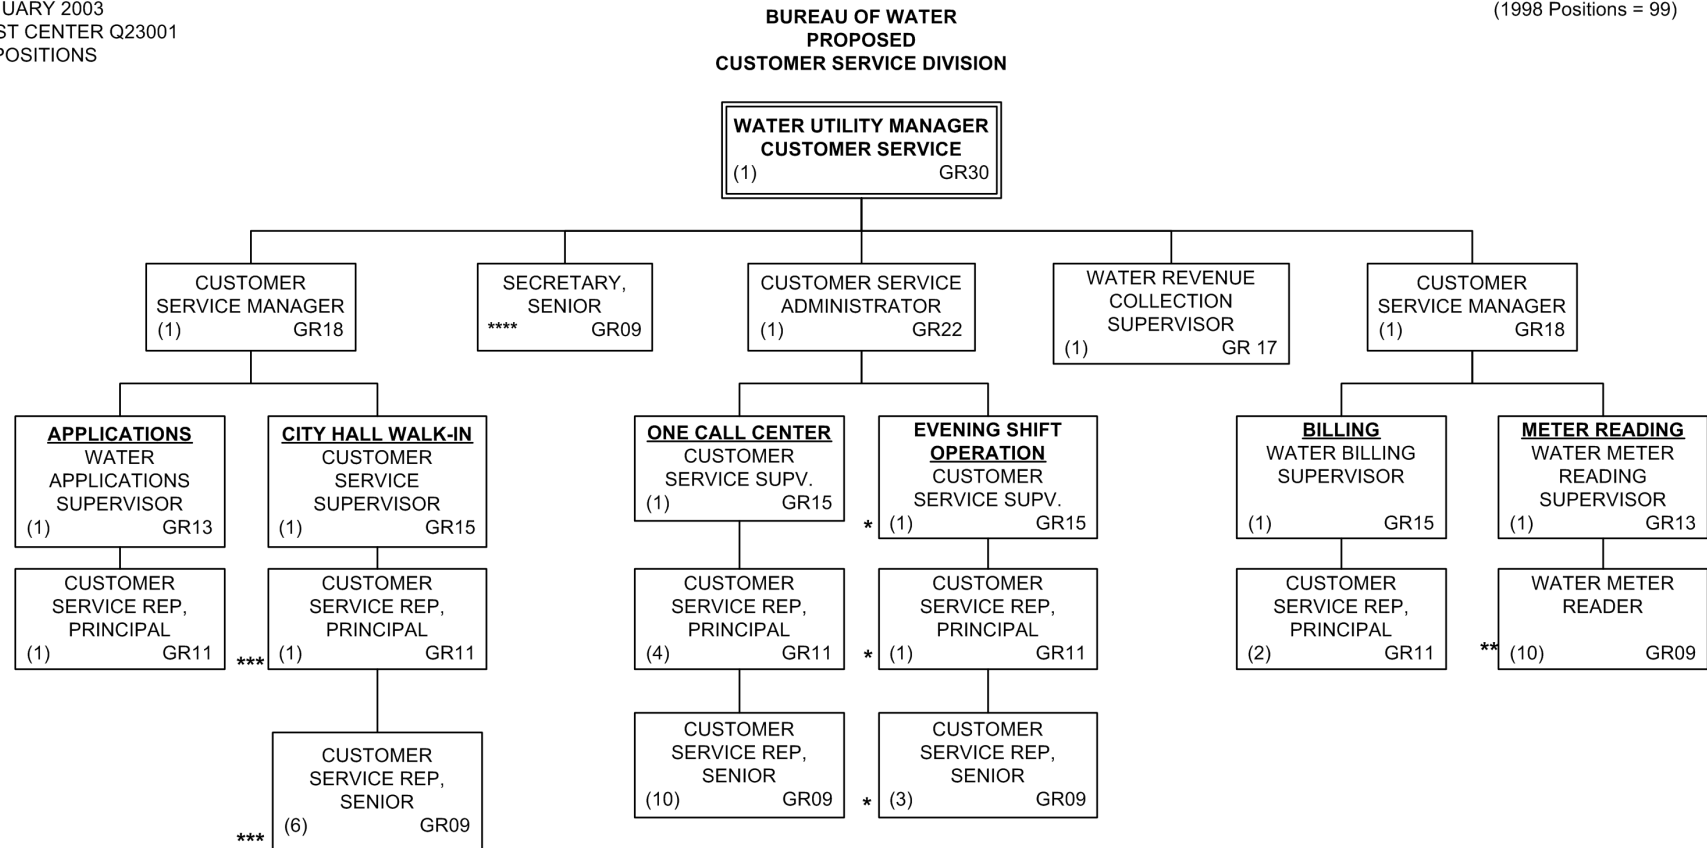 UARY 2003
ST CENTER Q23001
POSITIONS
BUREAU OF WATER
PROPOSED
CUSTOMER SERVICE DIVISION
(1998 Positions = 99)
WATER UTILITY MANAGER
CUSTOMER SERVICE
(1) GR30
CUSTOMER
SERVICE MANAGER
(1) GR18
SECRETARY,
SENIOR
**** GR09
CUSTOMER SERVICE
ADMINISTRATOR
(1) GR22
WATER REVENUE
COLLECTION
SUPERVISOR
(1) GR 17
CUSTOMER
SERVICE MANAGER
(1) GR18
APPLICATIONS
WATER
APPLICATIONS
SUPERVISOR
(1) GR13
CITY HALL WALK-IN
CUSTOMER
SERVICE
SUPERVISOR
(1) GR15
ONE CALL CENTER
CUSTOMER
SERVICE SUPV.
(1) GR15
EVENING SHIFT
OPERATION
CUSTOMER
SERVICE SUPV.
* (1) GR15
BILLING
WATER BILLING
SUPERVISOR
(1) GR15
METER READING
WATER METER
READING
SUPERVISOR
(1) GR13
CUSTOMER
SERVICE REP,
PRINCIPAL
(1) GR11
CUSTOMER
SERVICE REP,
PRINCIPAL
*** (1) GR11
CUSTOMER
SERVICE REP,
PRINCIPAL
(4) GR11
CUSTOMER
SERVICE REP,
PRINCIPAL
* (1) GR11
CUSTOMER
SERVICE REP,
PRINCIPAL
(2) GR11
WATER METER
READER
** (10) GR09
CUSTOMER
SERVICE REP,
SENIOR
*** (6) GR09
CUSTOMER
SERVICE REP,
SENIOR
(10) GR09
CUSTOMER
SERVICE REP,
SENIOR
* (3) GR09